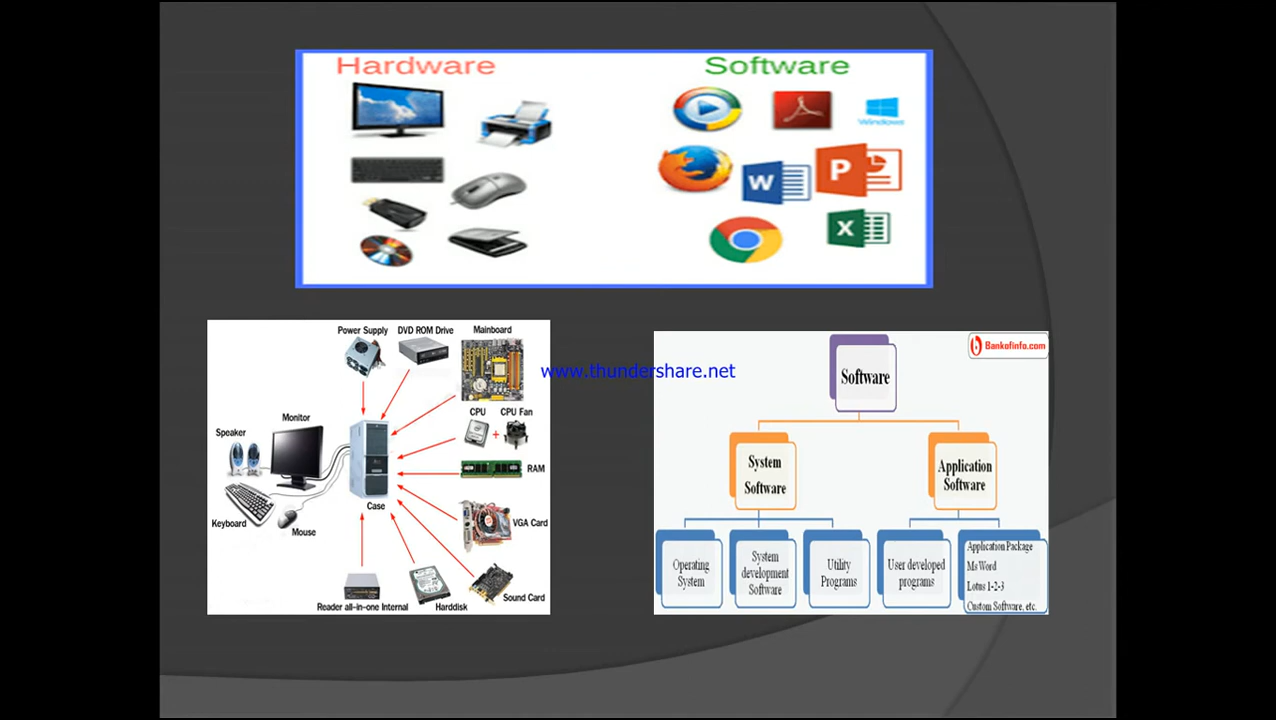 Hardware
Software
Windows
W
P
X
Power Supply
DVD ROM Drive
Mainboard
CPU
CPU Fan
+
Monitor
Speaker
RAM
Case
Keyboard
Mouse
VGA Card
Reader all-in-one Internal
Harddisk
Sound Card
www.thundershare.net
Bankofinfo.com
Software
System
Software
Application
Software
Operating
System
System
development
Software
Utility
Programs
User developed
programs
Application Package
Ms Word
Lotus 1-2-3
Custom Software, etc.